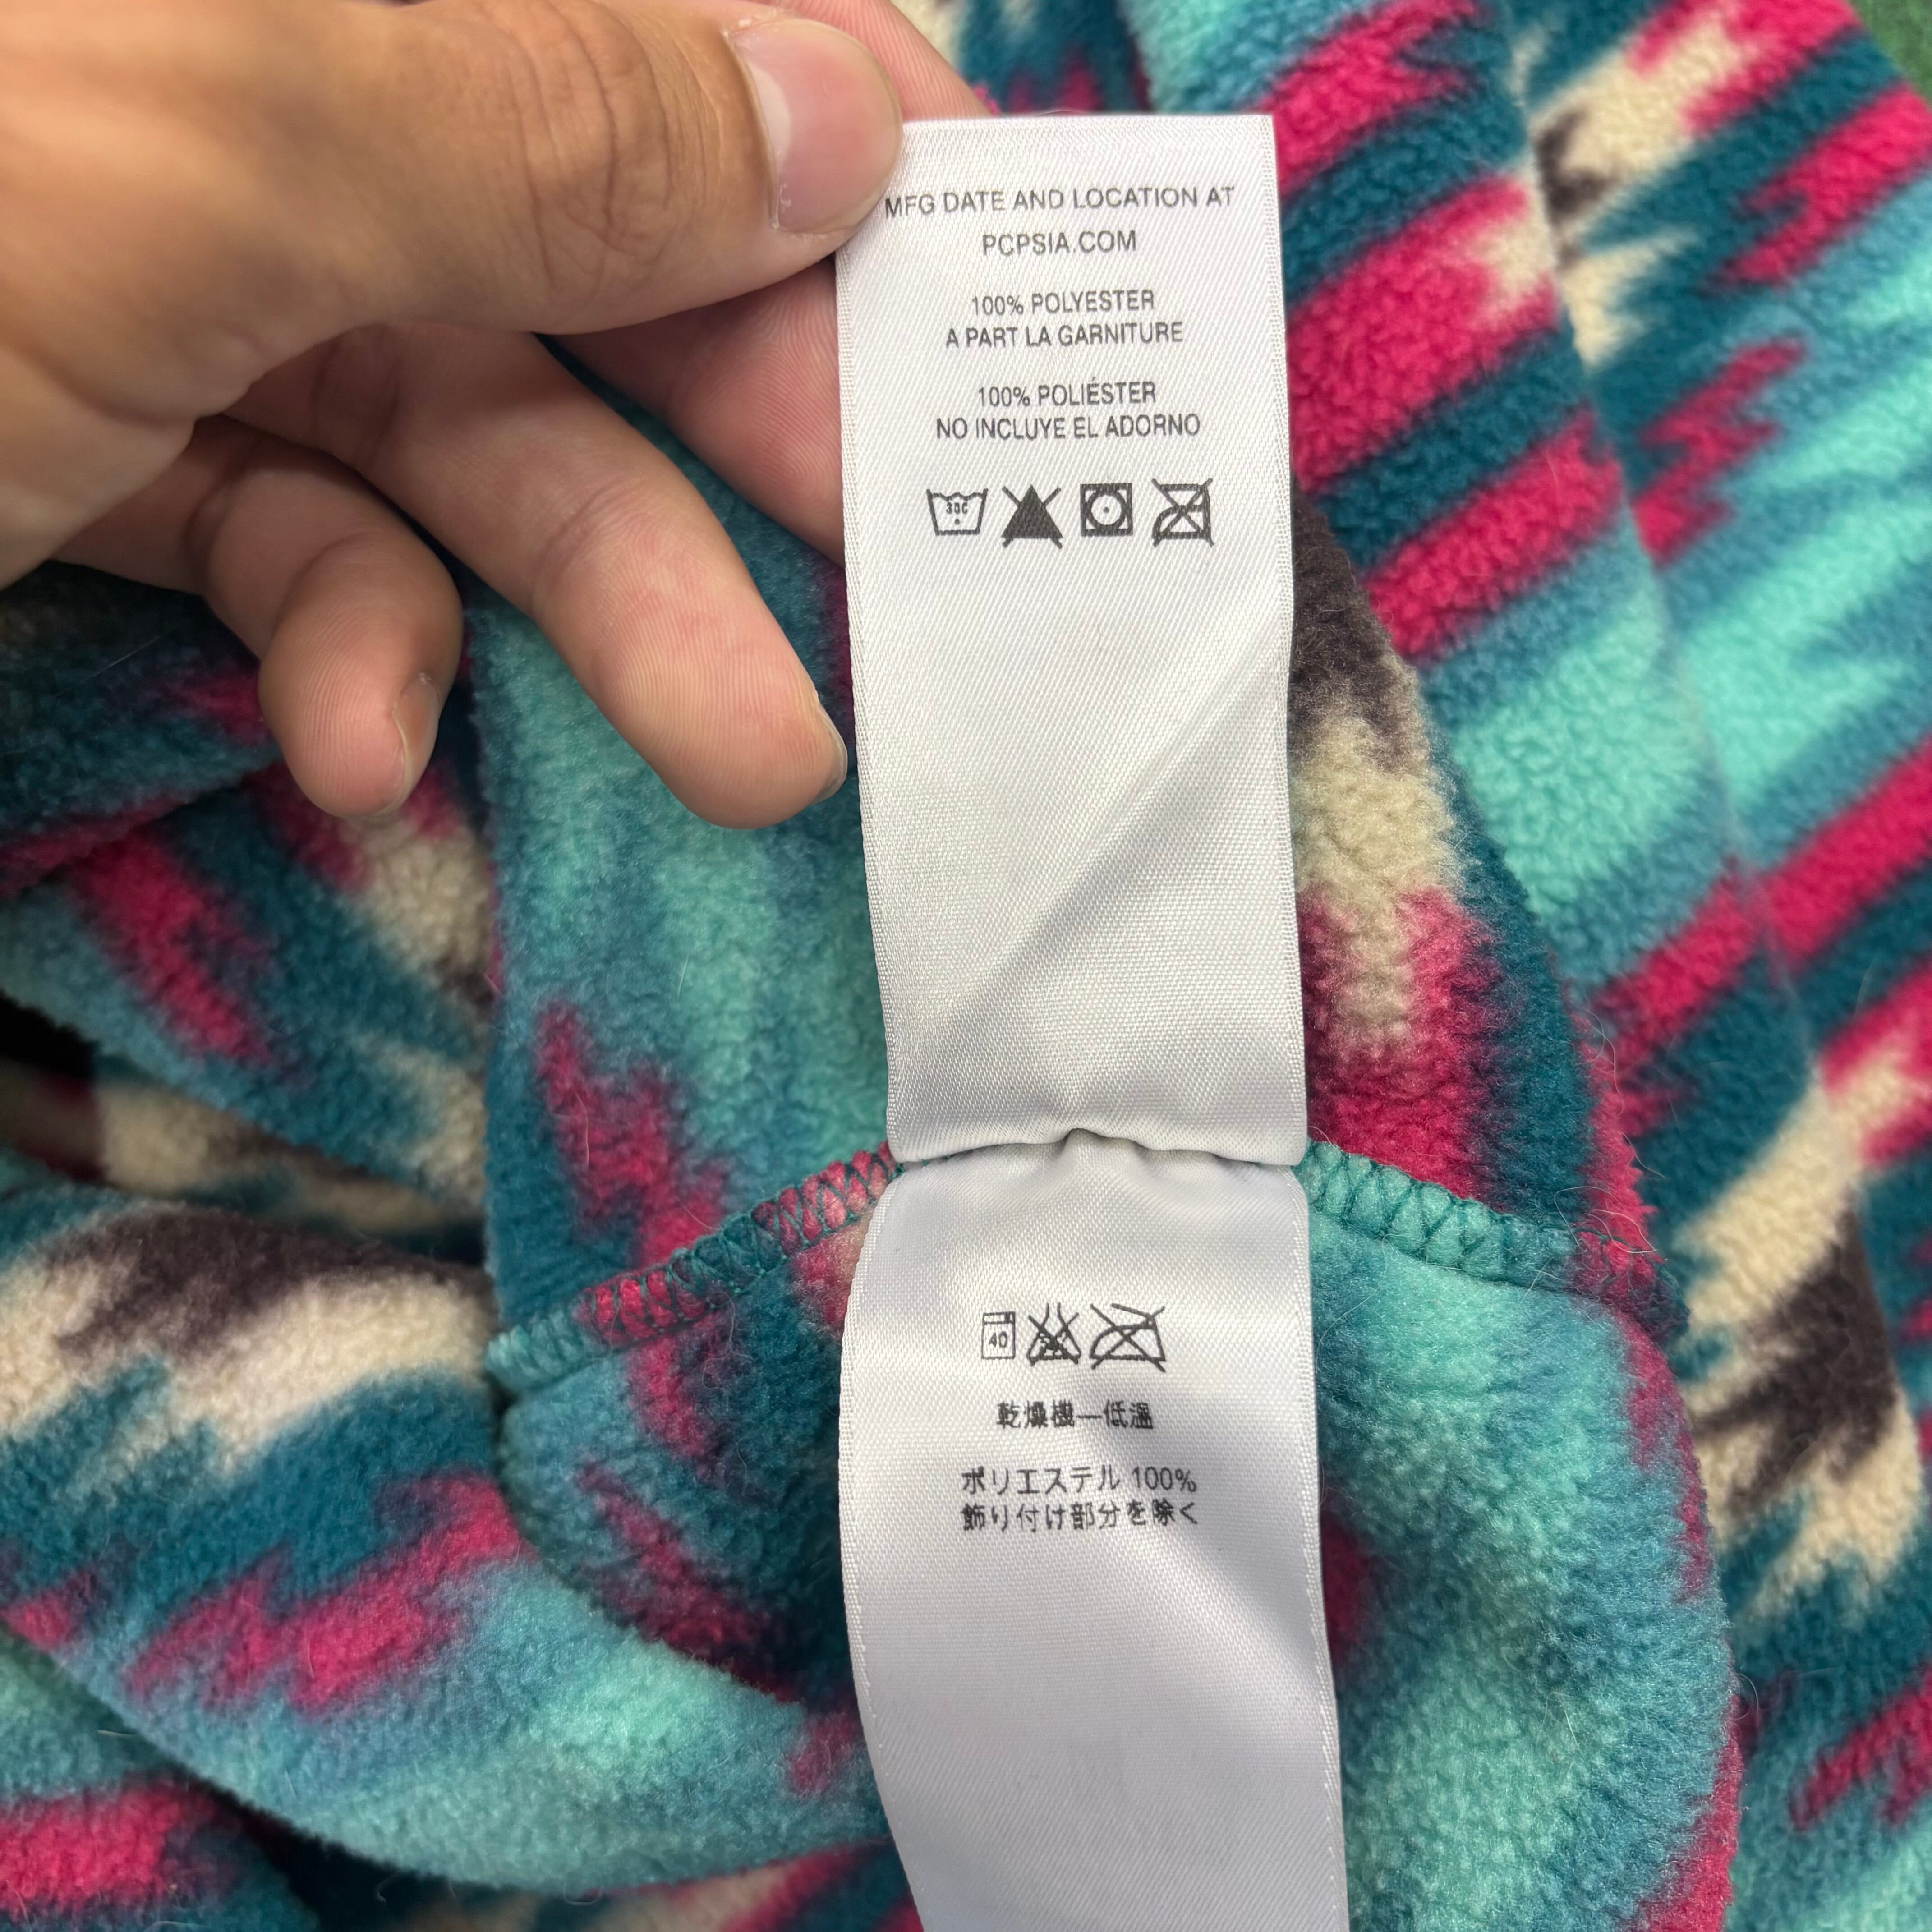 MFG DATE AND LOCATION AT
PCPSIA.COM
100% POLYESTER
A PART LA GARNITURE
100% POLIÉSTER
NO INCLUYE EL ADORNO
30C
40
乾燥機—低温
ポリエステル 100%
飾り付け部分を除く